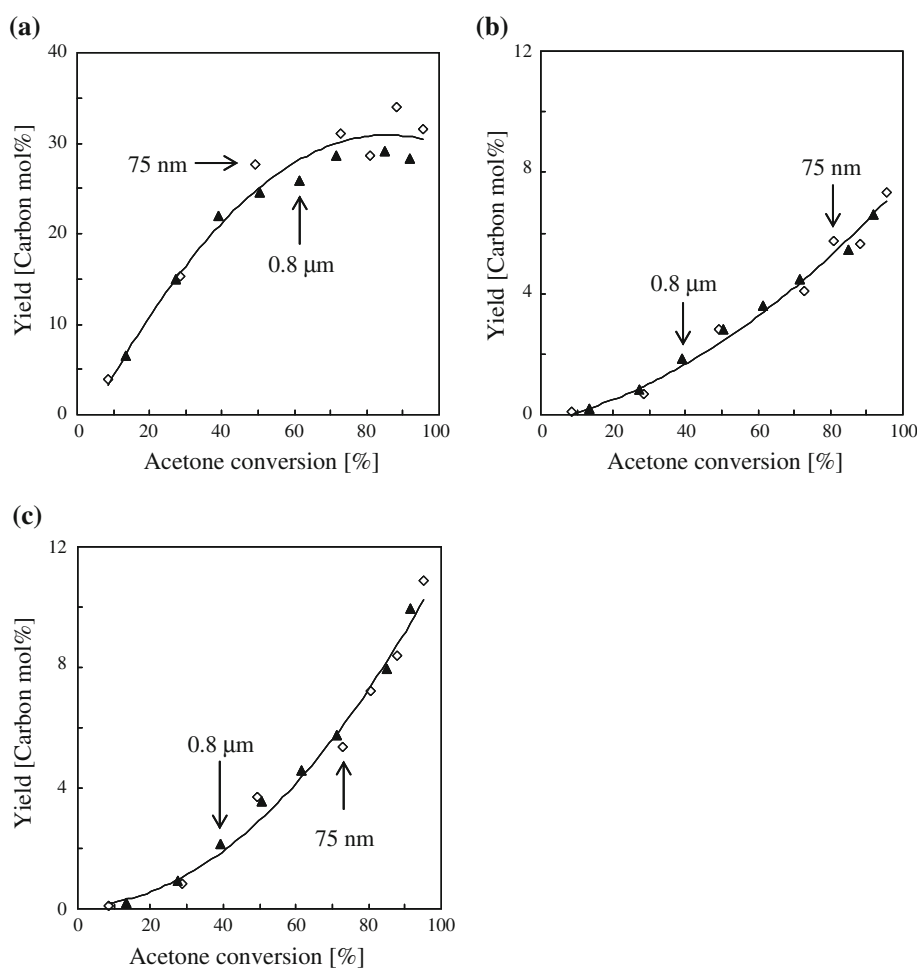 (a)
40
30
20
10
0
0 20 40 60 80 100
Yield [Carbon mol%]
Acetone conversion [%]
75 nm
0.8 μm
(b)
12
8
4
0
0 20 40 60 80 100
Yield [Carbon mol%]
Acetone conversion [%]
75 nm
0.8 μm
(c)
12
8
4
0
0 20 40 60 80 100
Yield [Carbon mol%]
Acetone conversion [%]
0.8 μm
75 nm